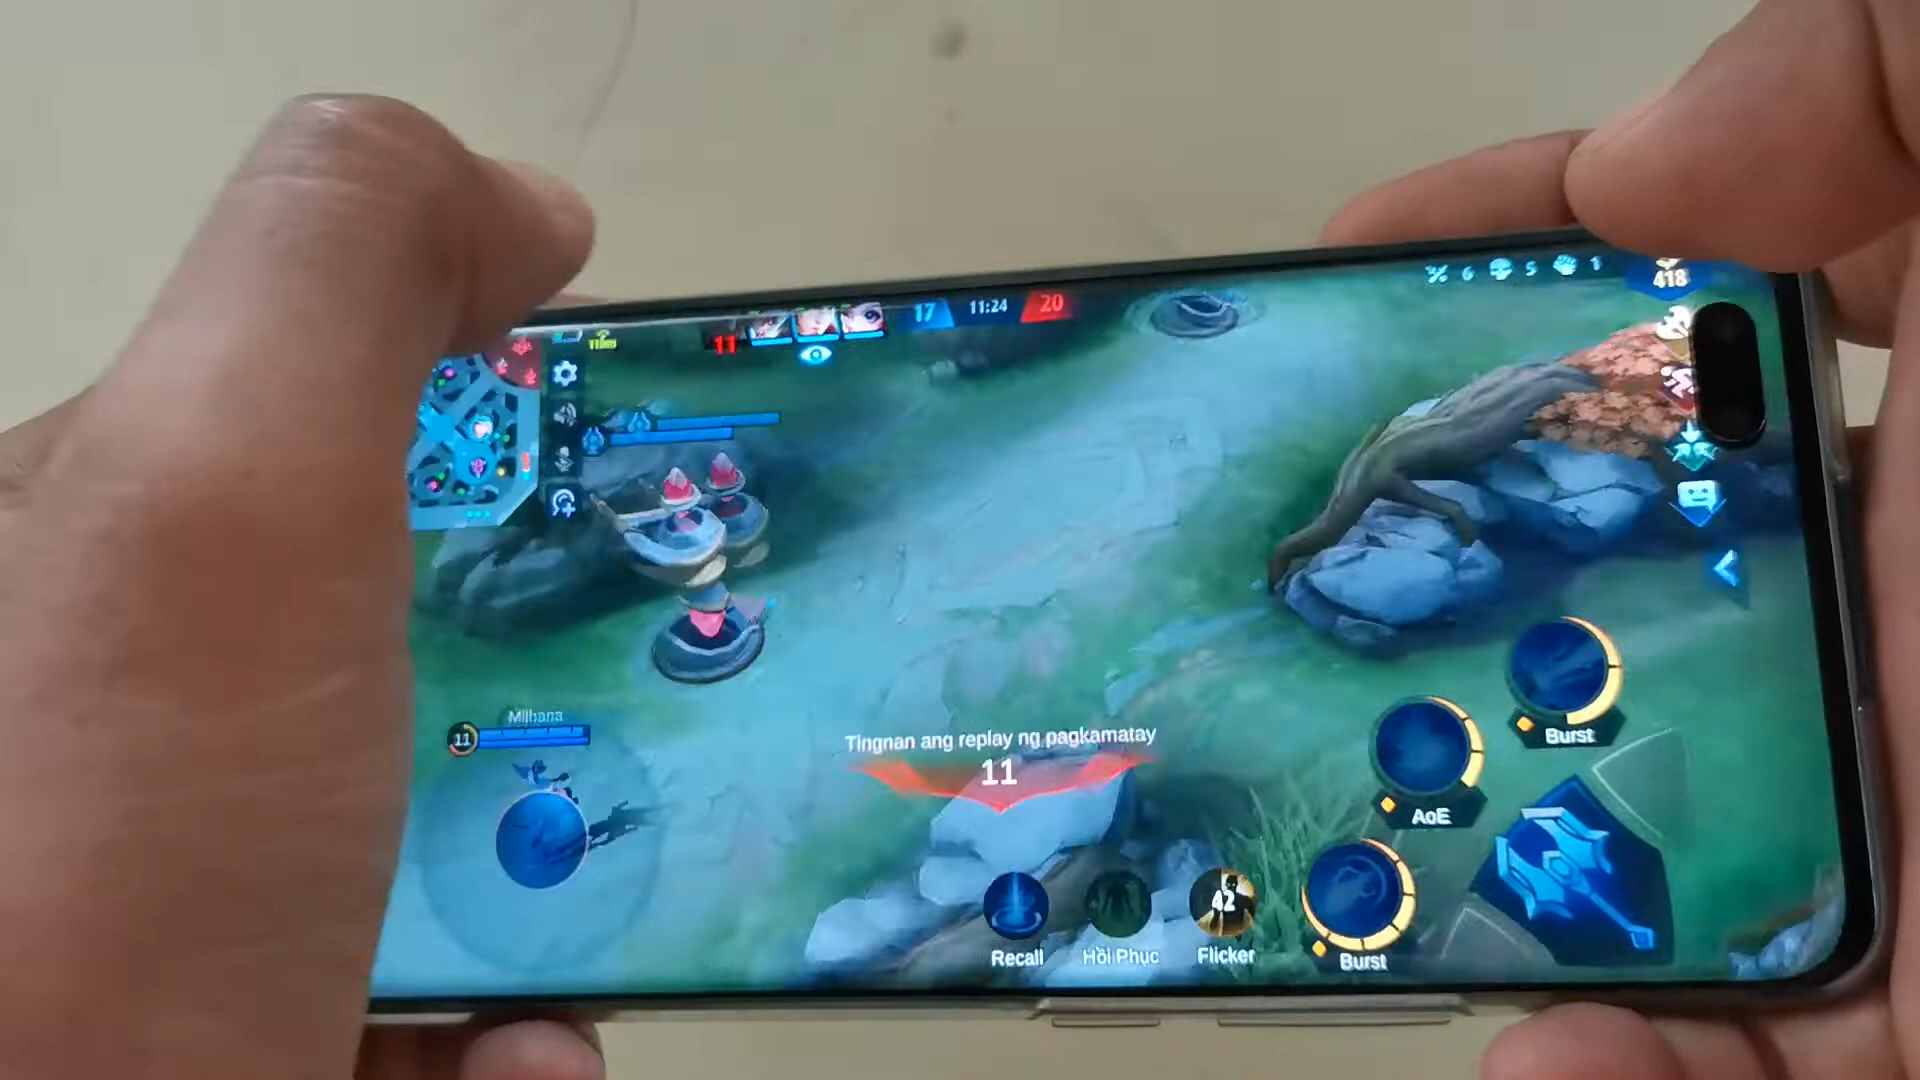 6 5 1
418
17 11:24 20
11
Mijhana
11
Tingnan ang replay ng pagkamatay
11
Burst
AoE
42
Recall Hồi Phục Flicker Burst